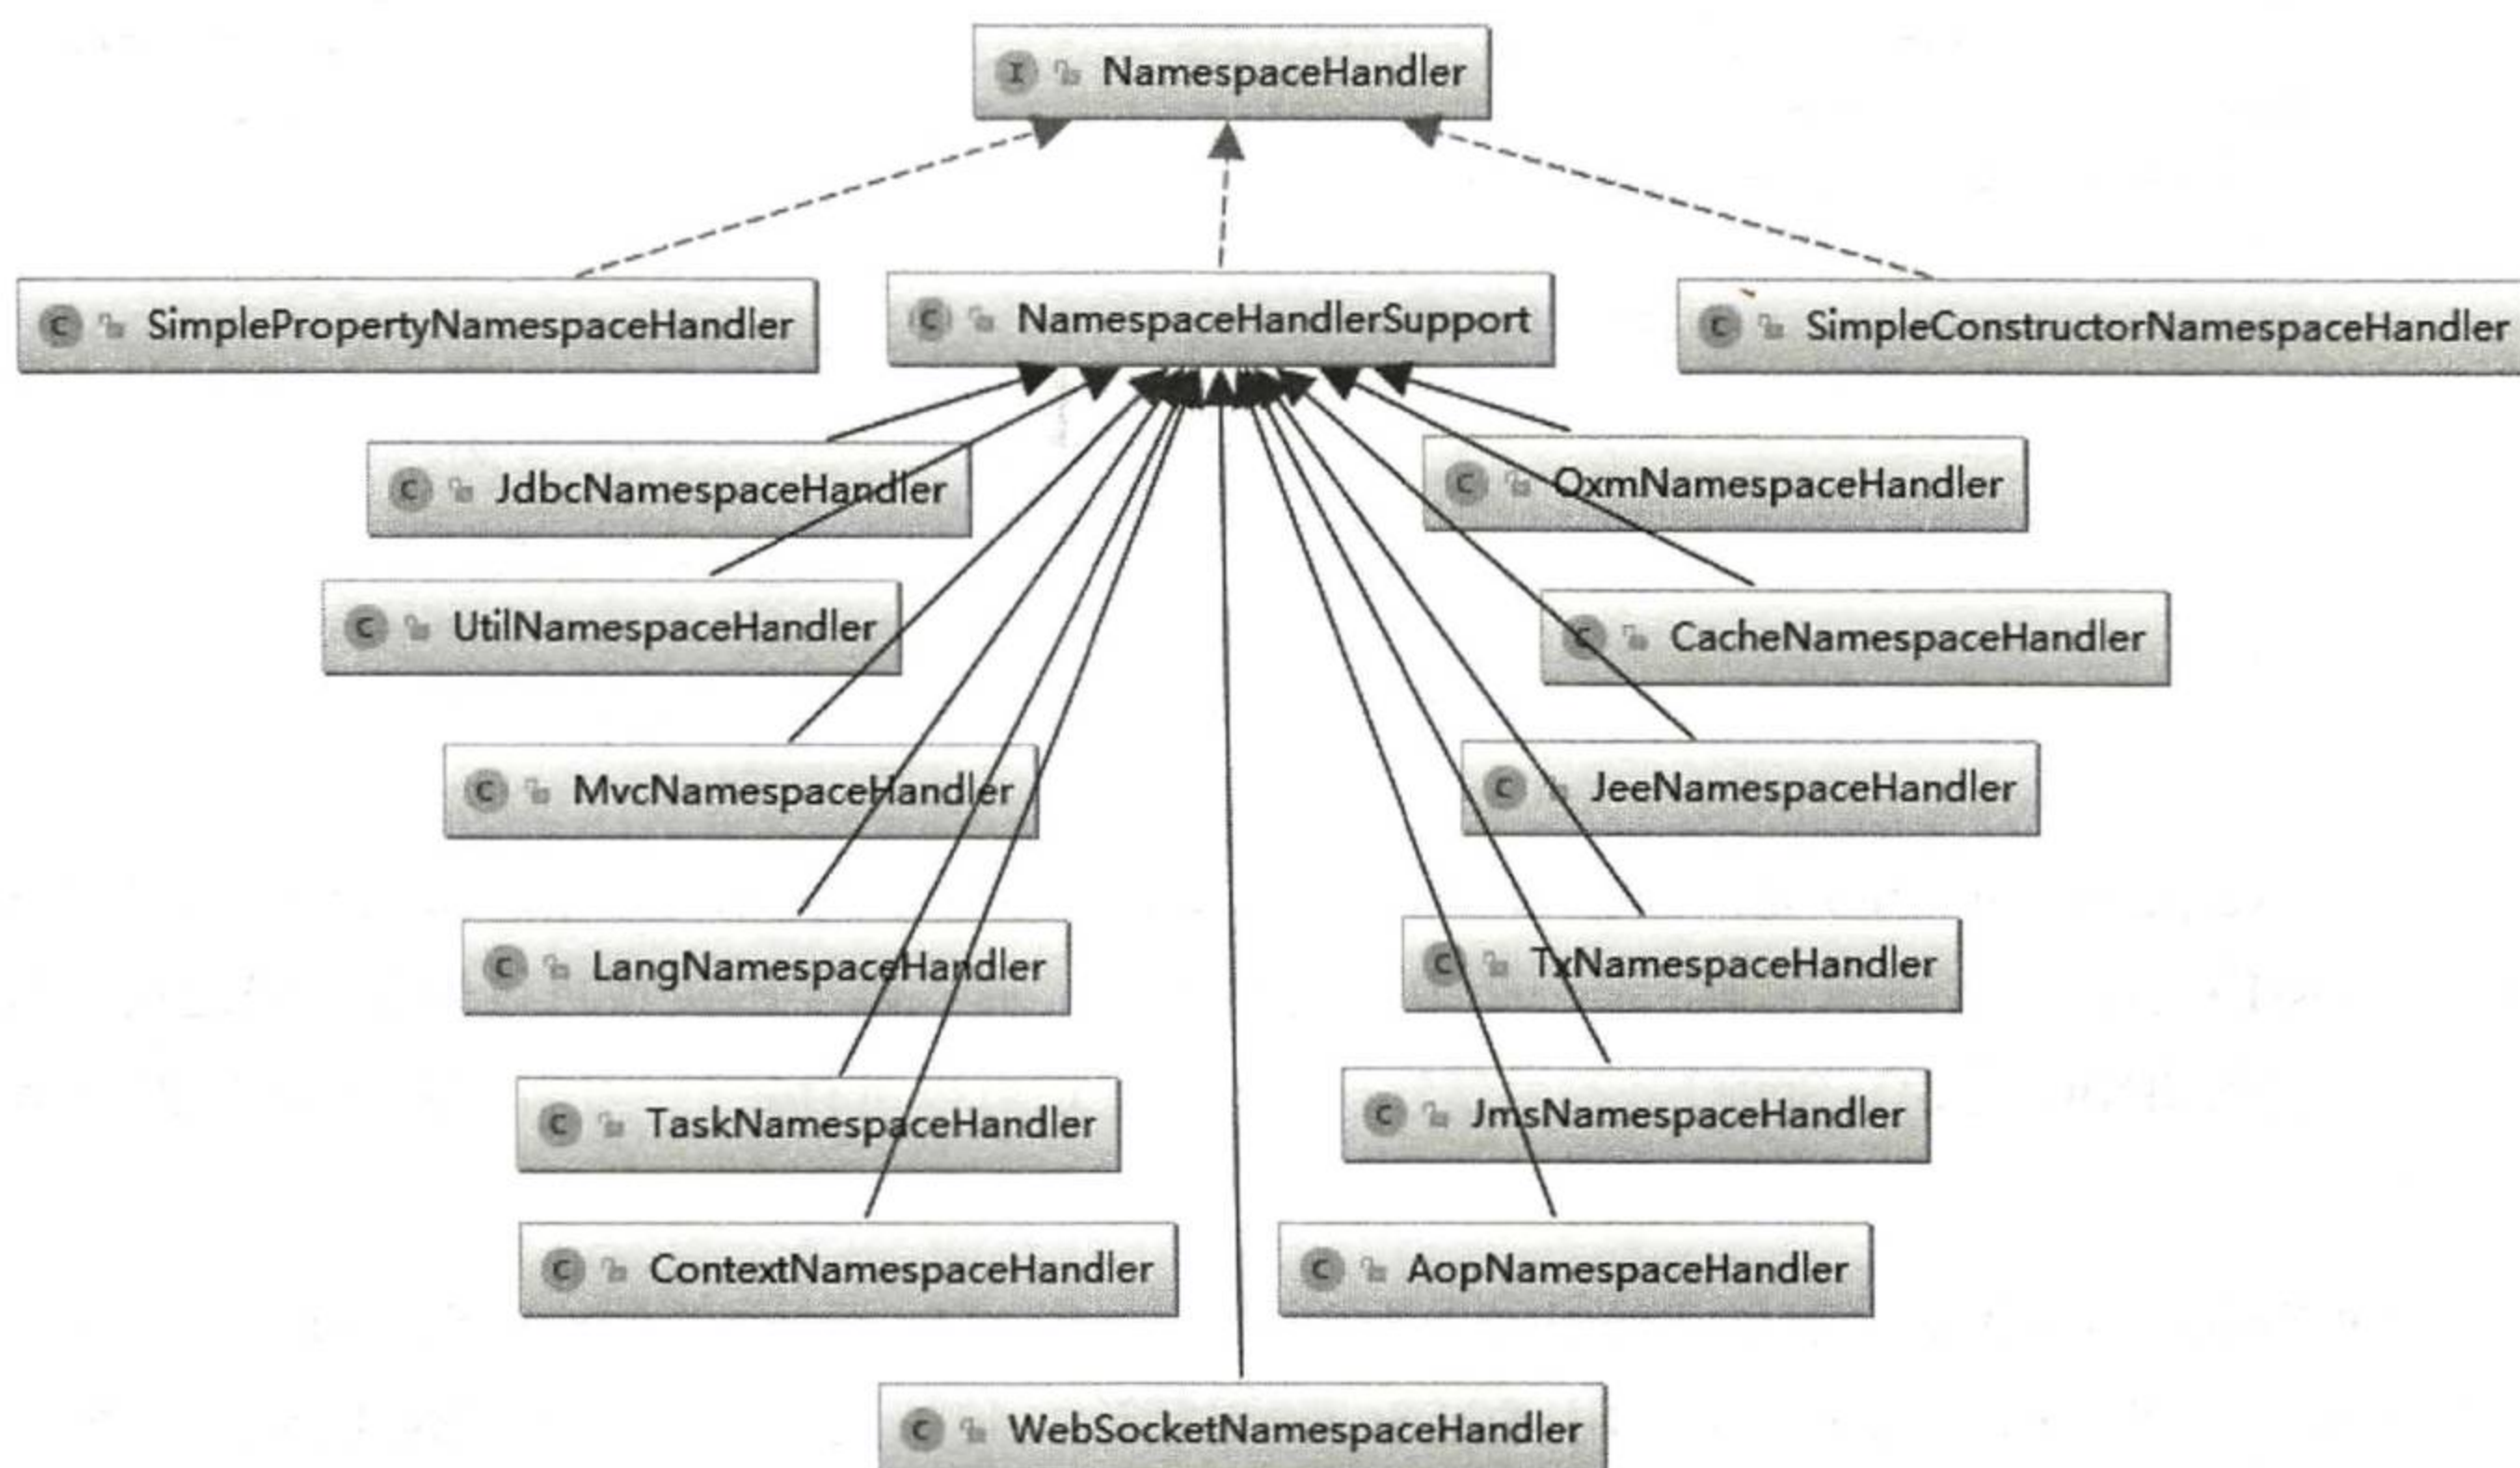 I NamespaceHandler
C SimplePropertyNamespaceHandler
C NamespaceHandlerSupport
C SimpleConstructorNamespaceHandler
C JdbcNamespaceHandler
C OxmNamespaceHandler
C UtilNamespaceHandler
C CacheNamespaceHandler
C MvcNamespaceHandler
C JeeNamespaceHandler
C LangNamespaceHandler
C TxNamespaceHandler
C TaskNamespaceHandler
C JmsNamespaceHandler
C ContextNamespaceHandler
C AopNamespaceHandler
C WebSocketNamespaceHandler